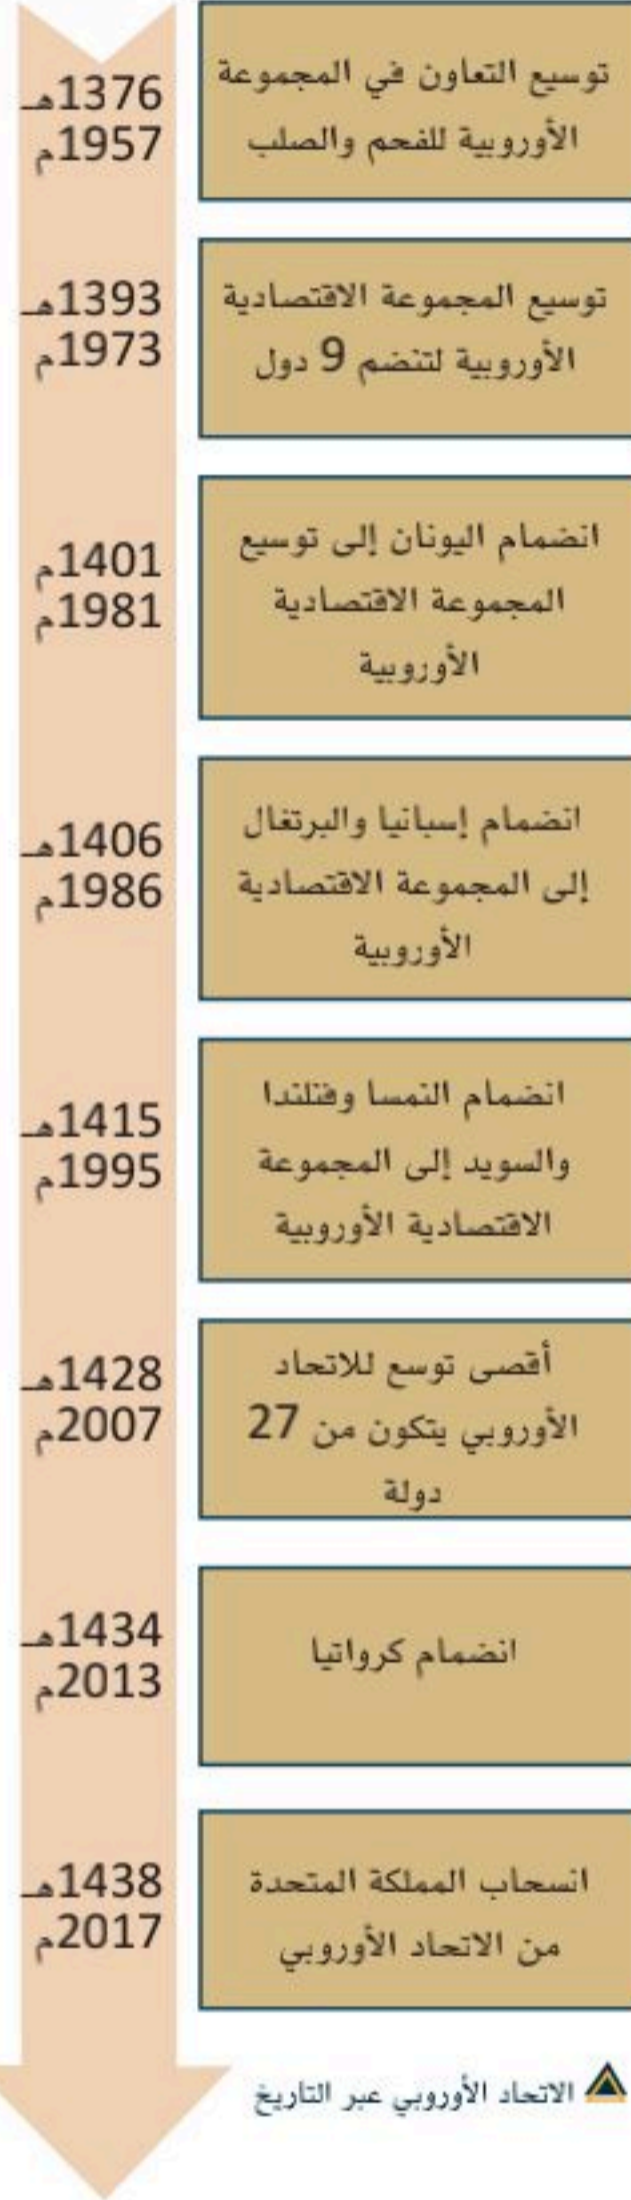 توسيع التعاون في المجموعة
الأوروبية للفحم والصلب
1376هـ
1957م
توسيع المجموعة الاقتصادية
الأوروبية لتنضم 9 دول
1393هـ
1973م
انضمام اليونان إلى توسيع
المجموعة الاقتصادية
الأوروبية
1401م
1981م
انضمام إسبانيا والبرتغال
إلى المجموعة الاقتصادية
الأوروبية
1406هـ
1986م
انضمام النمسا وفنلندا
والسويد إلى المجموعة
الاقتصادية الأوروبية
1415هـ
1995م
أقصى توسع للاتحاد
الأوروبي يتكون من 27
دولة
1428هـ
2007م
انضمام كرواتيا
1434هـ
2013م
انسحاب المملكة المتحدة
من الاتحاد الأوروبي
1438هـ
2017م
الاتحاد الأوروبي عبر التاريخ